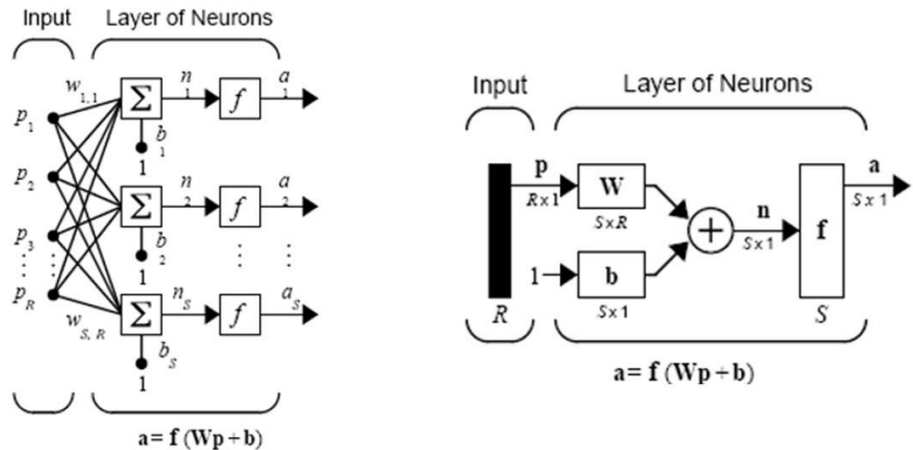 Input Layer of Neurons
w1,1 n1 a1
p1 Σ f
b1
1
p2 n2 a2
Σ f
p3 b2
⋮ ⋮ 1 ⋮ ⋮
pR nS aS
Σ f
wS, R
bS
1
a= f (Wp+b)
Input Layer of Neurons
p W a
R x 1 S x R S x 1
+ n f
S x 1
1 b
S x 1
R S
a= f (Wp+b)